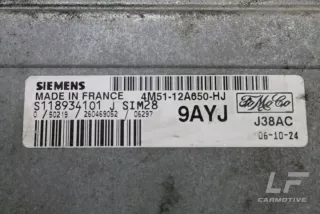 SIEMENS
MADE IN FRANCE 4M51-12A650-HJ
S118934101 J SIM28
0 / 50219 / 260469052 / 06297
9AYJ
FoMoCo
J38AC
06-10-24
LF
CARMOTIVE